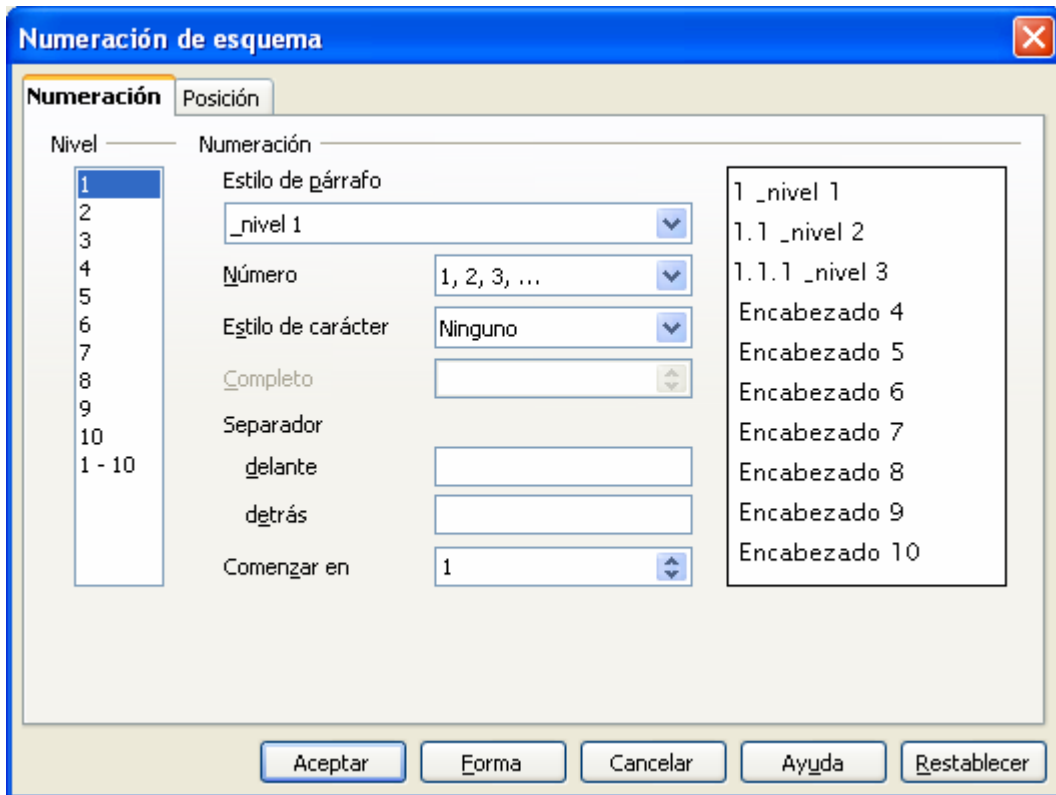 Numeración de esquema
Numeración
Posición
Nivel
1
2
3
4
5
6
7
8
9
10
1 - 10
Numeración
Estilo de párrafo
_nivel 1
Número
1, 2, 3, ...
Estilo de carácter
Ninguno
Completo
Separador
delante
detrás
Comenzar en
1
1 _nivel 1
1.1 _nivel 2
1.1.1 _nivel 3
Encabezado 4
Encabezado 5
Encabezado 6
Encabezado 7
Encabezado 8
Encabezado 9
Encabezado 10
Aceptar
Forma
Cancelar
Ayuda
Restablecer